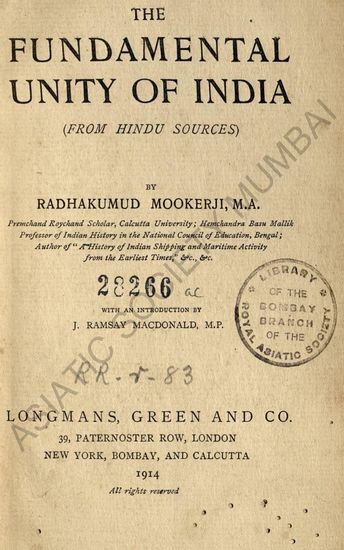 THE
FUNDAMENTAL
UNITY OF INDIA
(FROM HINDU SOURCES)
BY
RADHAKUMUD MOOKERJI, M.A.
Premchand Roychand Scholar, Calcutta University; Hemchandra Basu Mallik
Professor of Indian History in the National Council of Education, Bengal;
Author of "A History of Indian Shipping and Maritime Activity
from the Earliest Times," &c., &c.
28266 ac
WITH AN INTRODUCTION BY
J. RAMSAY MACDONALD, M.P.
LIBRARY
OF THE
BOMBAY
BRANCH
OF THE
ROYAL ASIATIC SOCIETY
RR-r-83
LONGMANS, GREEN AND CO.
39, PATERNOSTER ROW, LONDON
NEW YORK, BOMBAY, AND CALCUTTA
1914
All rights reserved
ASIATIC SOCIETY MUMBAI